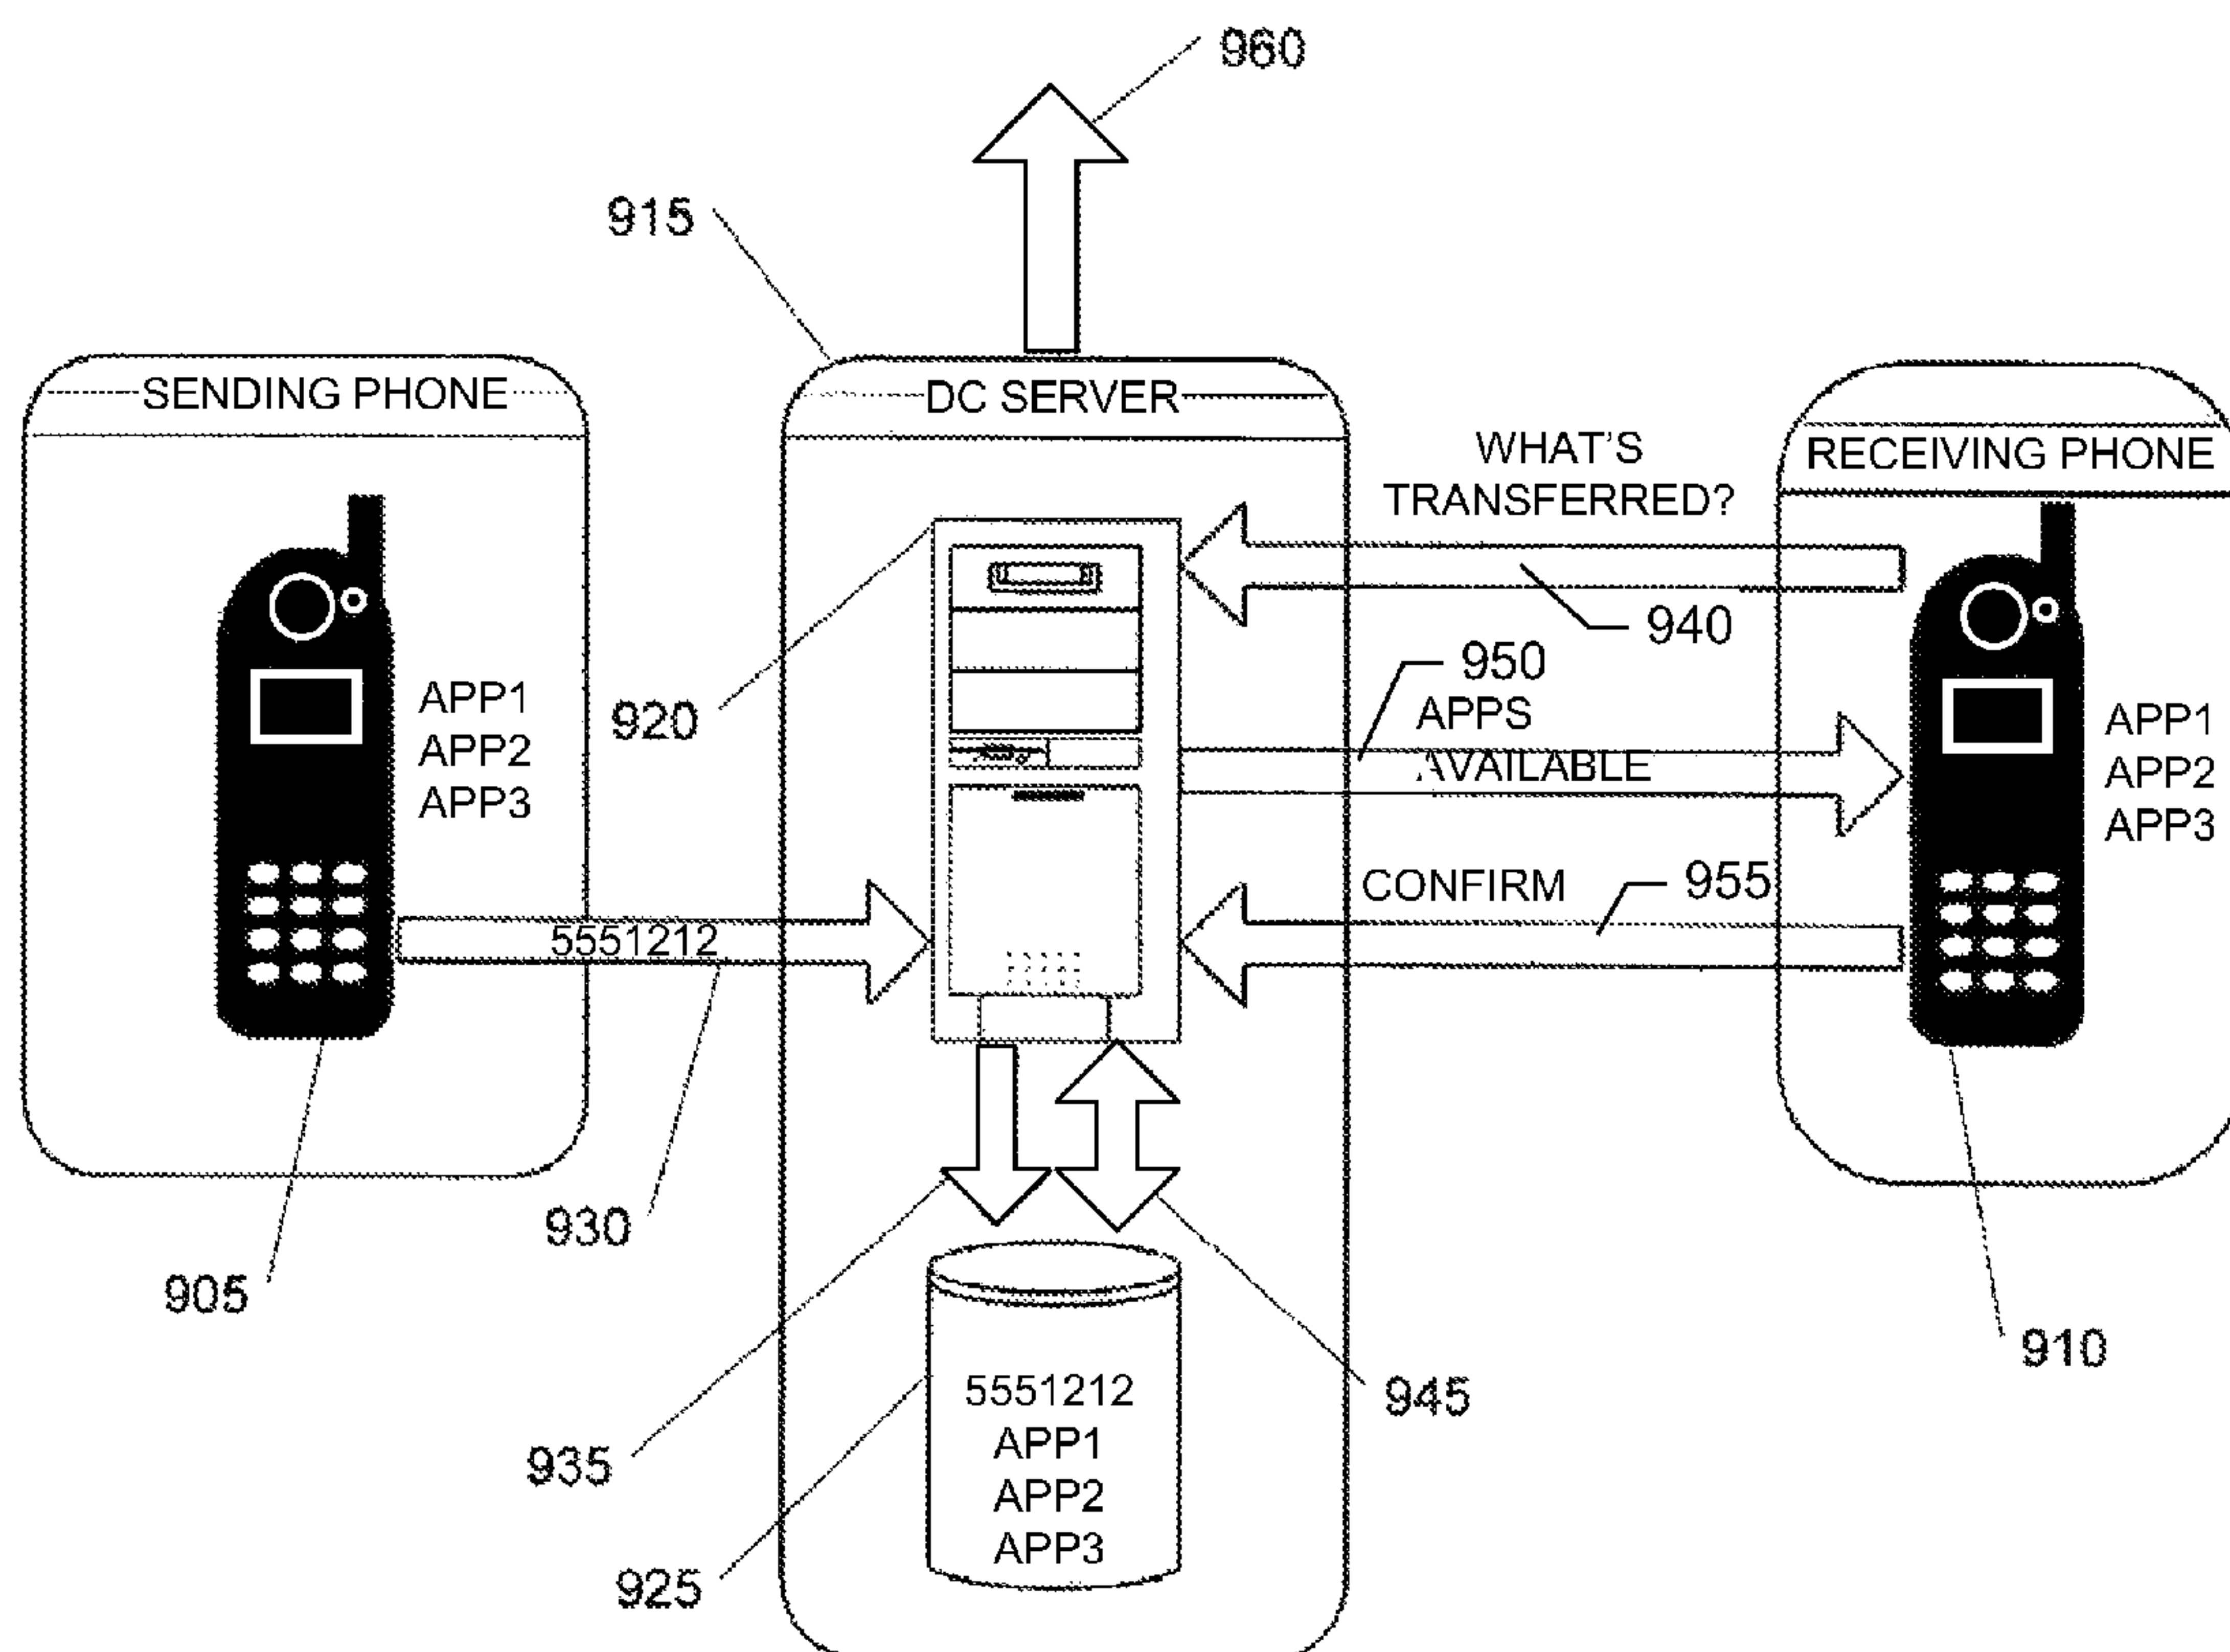 960
915
SENDING PHONE
DC SERVER
RECEIVING PHONE
WHAT'S
TRANSFERRED?
940
950
APPS
AVAILABLE
920
APP1
APP2
APP3
APP1
APP2
APP3
CONFIRM
955
5551212
930
905
910
945
935
925
5551212
APP1
APP2
APP3